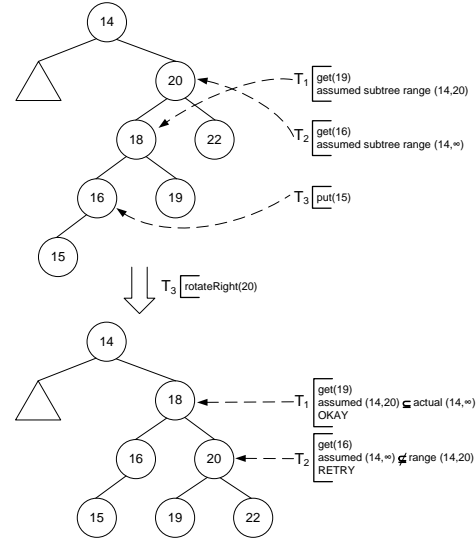 14
20
T1 get(19)
assumed subtree range (14,20)
18
22
T2 get(16)
assumed subtree range (14,∞)
16
19
T3 put(15)
15
T3 rotateRight(20)
14
18
T1 get(19)
assumed (14,20) ⊆ actual (14,∞)
OKAY
16
20
T2 get(16)
assumed (14,∞) ⊄ range (14,20)
RETRY
15
19
22